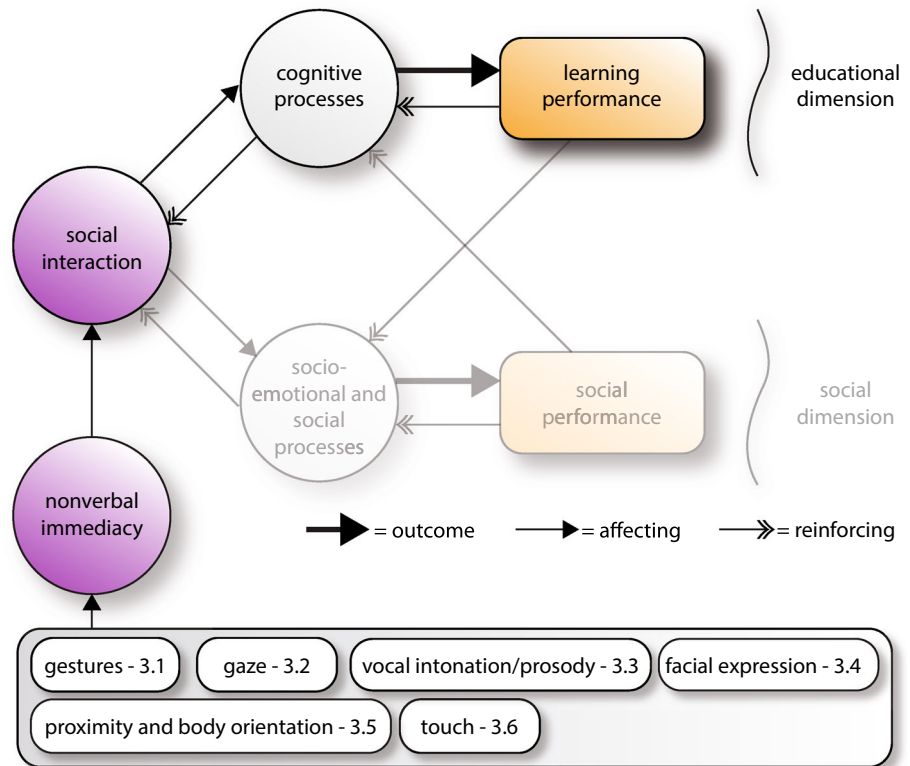 cognitive
processes
learning
performance
educational
dimension
social
interaction
socio-
emotional and
social
processes
social
performance
social
dimension
nonverbal
immediacy
= outcome
= affecting
= reinforcing
gestures - 3.1
gaze - 3.2
vocal intonation/prosody - 3.3
facial expression - 3.4
proximity and body orientation - 3.5
touch - 3.6